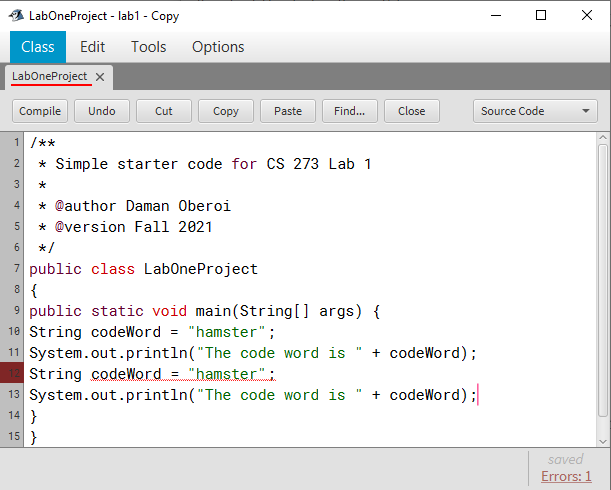 LabOneProject - lab1 - Copy
Class Edit Tools Options
LabOneProject
Compile Undo Cut Copy Paste Find... Close Source Code
1 /**
2 * Simple starter code for CS 273 Lab 1
3 *
4 * @author Daman Oberoi
5 * @version Fall 2021
6 */
7 public class LabOneProject
8 {
9 public static void main(String[] args) {
10 String codeWord = "hamster";
11 System.out.println("The code word is " + codeWord);
12 String codeWord = "hamster";
13 System.out.println("The code word is " + codeWord);
14 }
15 }
saved
Errors: 1